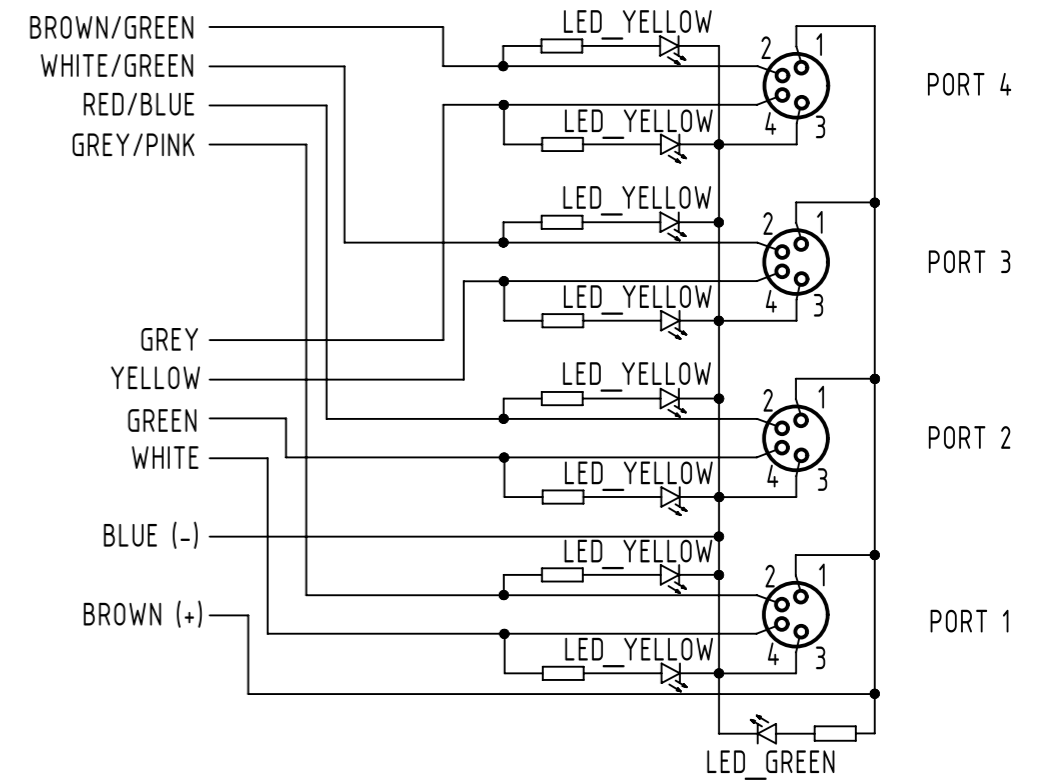 BROWN/GREEN
WHITE/GREEN
RED/BLUE
GREY/PINK
GREY
YELLOW
GREEN
WHITE
BLUE (-)
BROWN (+)
LED_YELLOW
2 1
4 3
LED_YELLOW
PORT 4
LED_YELLOW
2 1
4 3
LED_YELLOW
PORT 3
LED_YELLOW
2 1
4 3
LED_YELLOW
PORT 2
LED_YELLOW
2 1
4 3
LED_YELLOW
PORT 1
LED_GREEN